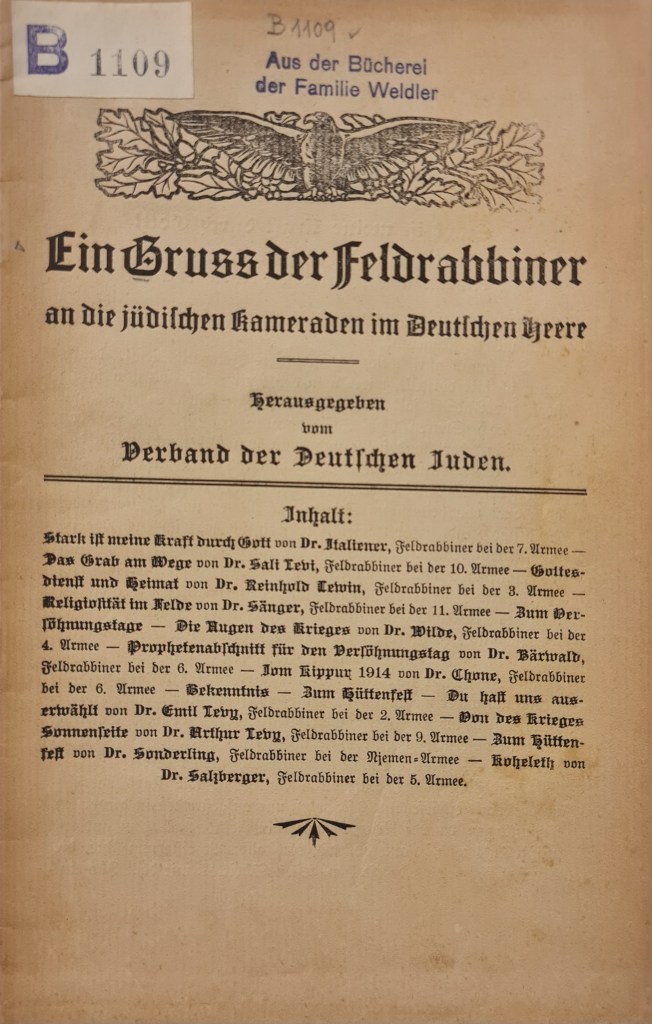 B 1109
B 1109
Aus der Bücherei
der Familie Weldler
Ein Gruss der Feldrabbiner
an die jüdischen Kameraden im Deutschen Heere
Herausgegeben
vom
Verband der Deutschen Juden.
Inhalt:
Stark ist meine Kraft durch Gott von Dr. Italiener, Feldrabbiner bei der 7. Armee —
Das Grab am Wege von Dr. Sali Levi, Feldrabbiner bei der 10. Armee — Gottes-
dienst und Heimat von Dr. Reinhold Lewin, Feldrabbiner bei der 3. Armee —
Religiosität im Felde von Dr. Sänger, Feldrabbiner bei der 11. Armee — Zum Ver-
söhnungstage — Die Augen des Krieges von Dr. Wilde, Feldrabbiner bei der
4. Armee — Prophetenabschnitt für den Versöhnungstag von Dr. Bärwald,
Feldrabbiner bei der 6. Armee — Jom Kippur 1914 von Dr. Chone, Feldrabbiner
bei der 6. Armee — Bekenntnis — Zum Hüttenfest — Du hast uns aus-
erwählt von Dr. Emil Levy, Feldrabbiner bei der 2. Armee — Von des Krieges
Sonnenseite von Dr. Arthur Levy, Feldrabbiner bei der 9. Armee — Zum Hütten-
fest von Dr. Sonderling, Feldrabbiner bei der Njemen-Armee — Koheleth von
Dr. Salzberger, Feldrabbiner bei der 5. Armee.